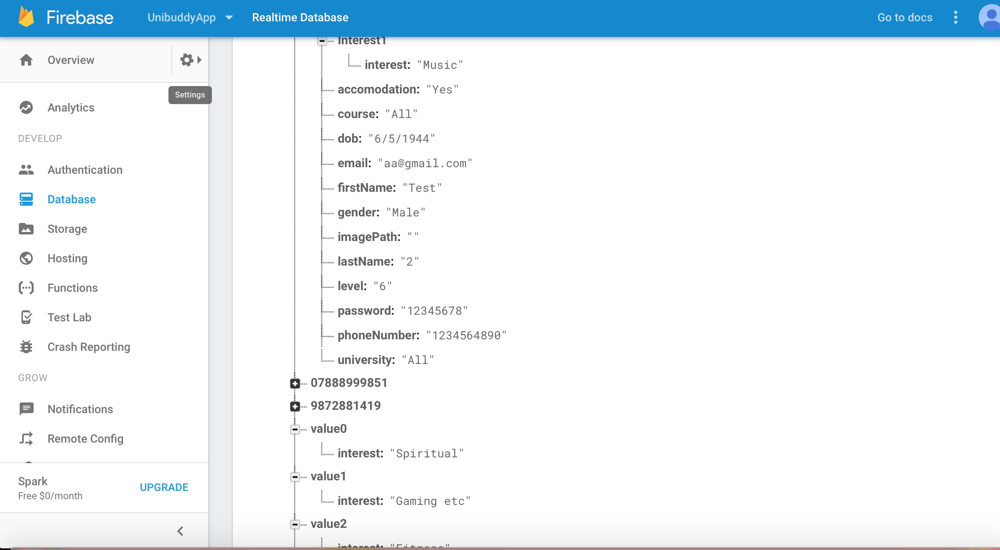 Firebase
UnibuddyApp
Realtime Database
Go to docs
Overview
Settings
Analytics
DEVELOP
Authentication
Database
Storage
Hosting
Functions
Test Lab
Crash Reporting
GROW
Notifications
Remote Config
Spark
Free $0/month
UPGRADE
Interest1
interest: "Music"
accomodation: "Yes"
course: "All"
dob: "6/5/1944"
email: "aa@gmail.com"
firstName: "Test"
gender: "Male"
imagePath: ""
lastName: "2"
level: "6"
password: "12345678"
phoneNumber: "1234564890"
university: "All"
07888999851
9872881419
value0
interest: "Spiritual"
value1
interest: "Gaming etc"
value2
interest: "Fitness"